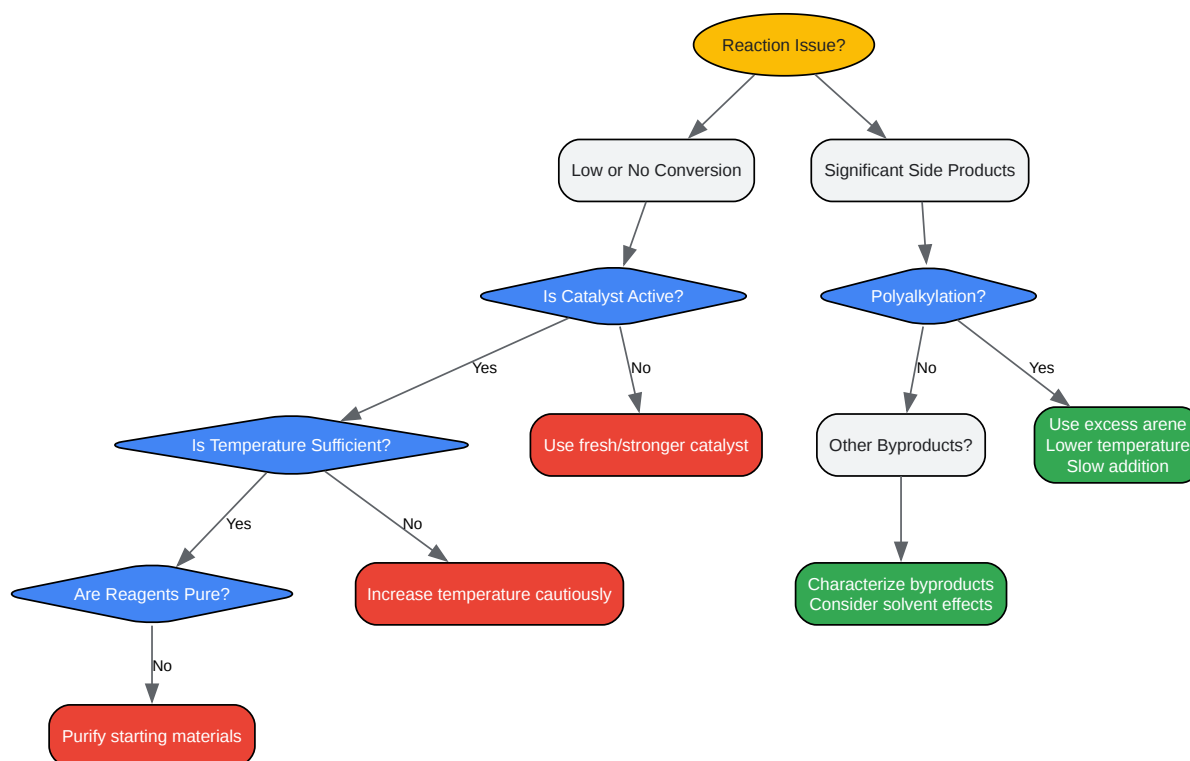 Reaction Issue?
Low or No Conversion
Significant Side Products
Is Catalyst Active?
Polyalkylation?
Yes
No
No
Yes
Is Temperature Sufficient?
Use fresh/stronger catalyst
Other Byproducts?
Use excess arene
Lower temperature
Slow addition
Yes
No
Are Reagents Pure?
Increase temperature cautiously
Characterize byproducts
Consider solvent effects
No
Purify starting materials